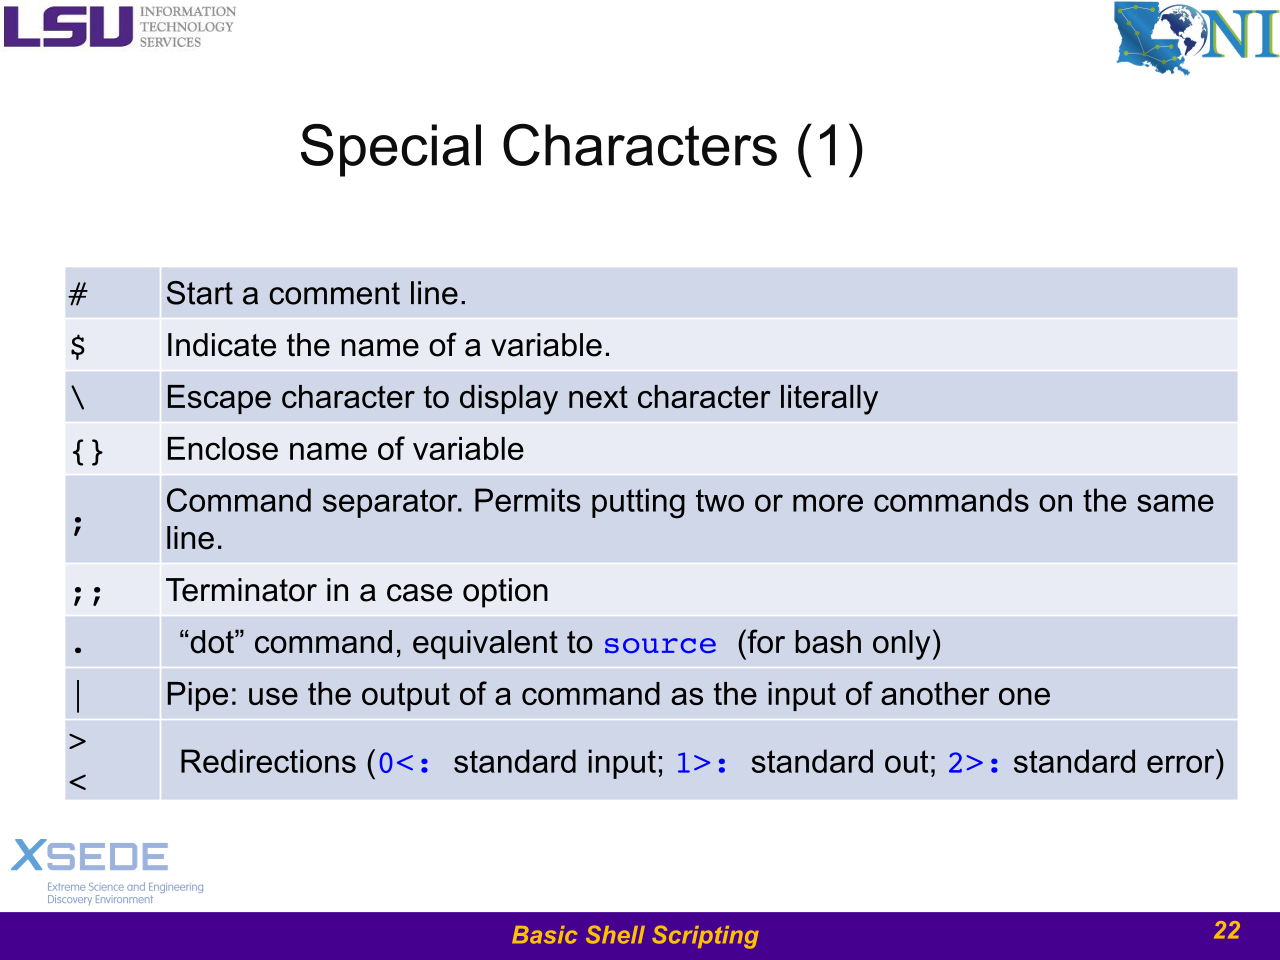 LSU INFORMATION
TECHNOLOGY
SERVICES
LONI
Special Characters (1)
# Start a comment line.
$ Indicate the name of a variable.
\ Escape character to display next character literally
{} Enclose name of variable
; Command separator. Permits putting two or more commands on the same
line.
;; Terminator in a case option
. “dot” command, equivalent to source (for bash only)
| Pipe: use the output of a command as the input of another one
>
< Redirections (0<: standard input; 1>: standard out; 2>: standard error)
XSEDE
Extreme Science and Engineering
Discovery Environment
Basic Shell Scripting
22